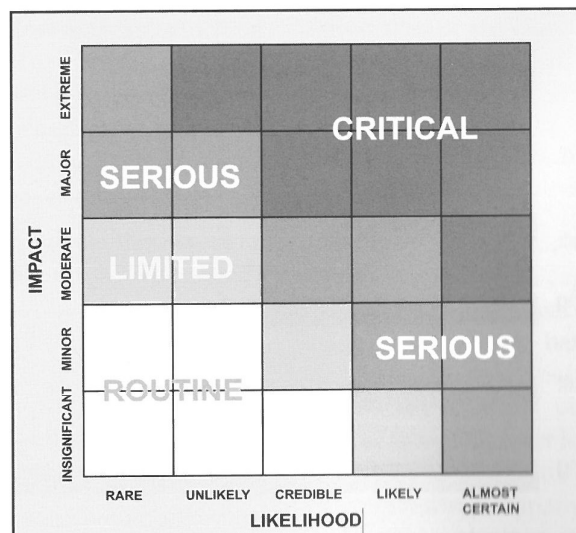 EXTREME
CRITICAL
MAJOR
SERIOUS
IMPACT
MODERATE
LIMITED
MINOR
SERIOUS
ROUTINE
INSIGNIFICANT
RARE
UNLIKELY
CREDIBLE
LIKELY
ALMOST
CERTAIN
LIKELIHOOD